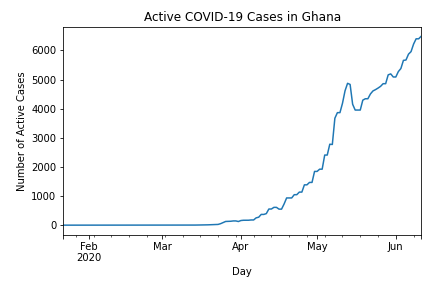 Active COVID-19 Cases in Ghana
Number of Active Cases
6000
5000
4000
3000
2000
1000
0
Feb
2020
Mar
Apr
May
Jun
Day